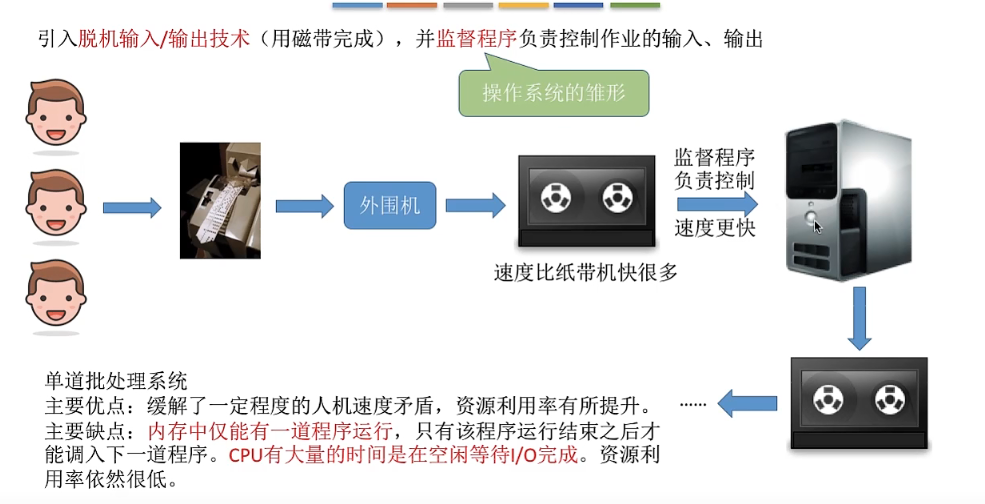 引入脱机输入/输出技术（用磁带完成），并监督程序负责控制作业的输入、输出
操作系统的雏形
外围机
速度比纸带机快很多
监督程序
负责控制
速度更快
......
单道批处理系统
主要优点：缓解了一定程度的人机速度矛盾，资源利用率有所提升。
主要缺点：内存中仅能有一道程序运行，只有该程序运行结束之后才
能调入下一道程序。CPU有大量的时间是在空闲等待I/O完成。资源利
用率依然很低。